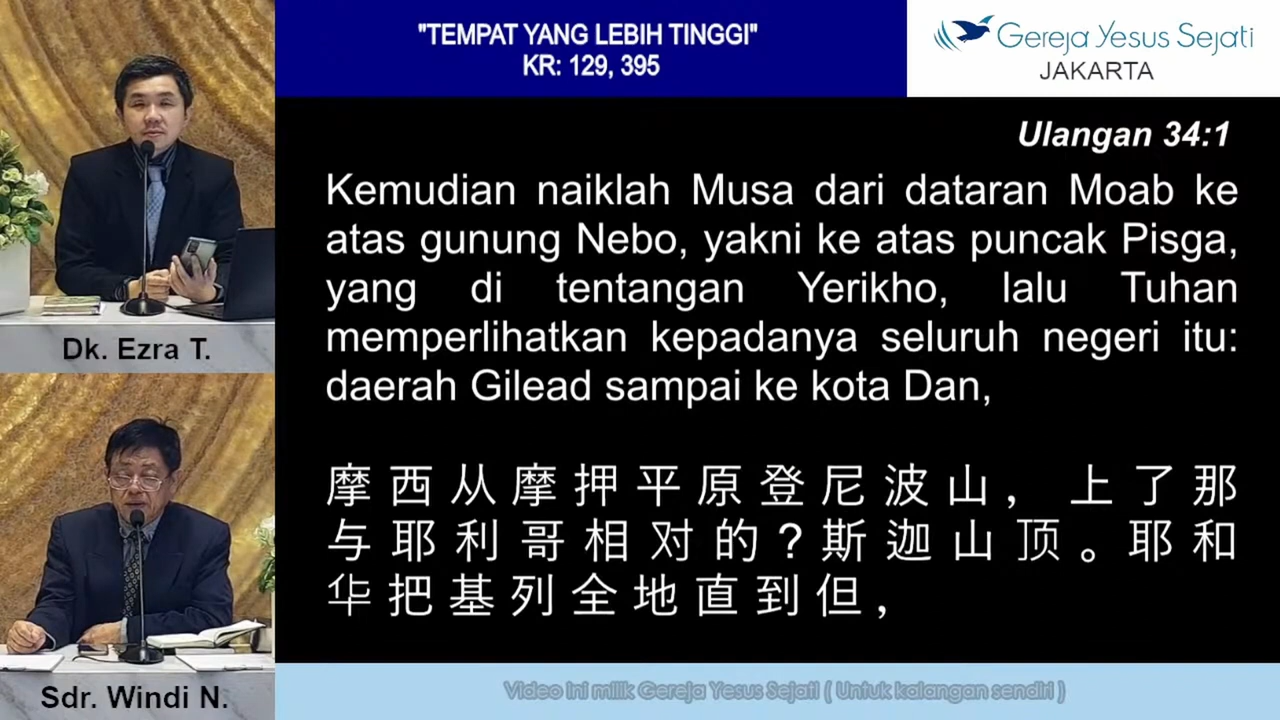 "TEMPAT YANG LEBIH TINGGI"
KR: 129, 395
Gereja Yesus Sejati
JAKARTA
Ulangan 34:1
Kemudian naiklah Musa dari dataran Moab ke
atas gunung Nebo, yakni ke atas puncak Pisga,
yang di tentangan Yerikho, lalu Tuhan
memperlihatkan kepadanya seluruh negeri itu:
daerah Gilead sampai ke kota Dan,
摩西从摩押平原登尼波山，上了那
与耶利哥相对的?斯迦山顶。耶和
华把基列全地直到但，
Dk. Ezra T.
Sdr. Windi N.
Video ini milik Gereja Yesus Sejati ( Untuk kalangan sendiri )